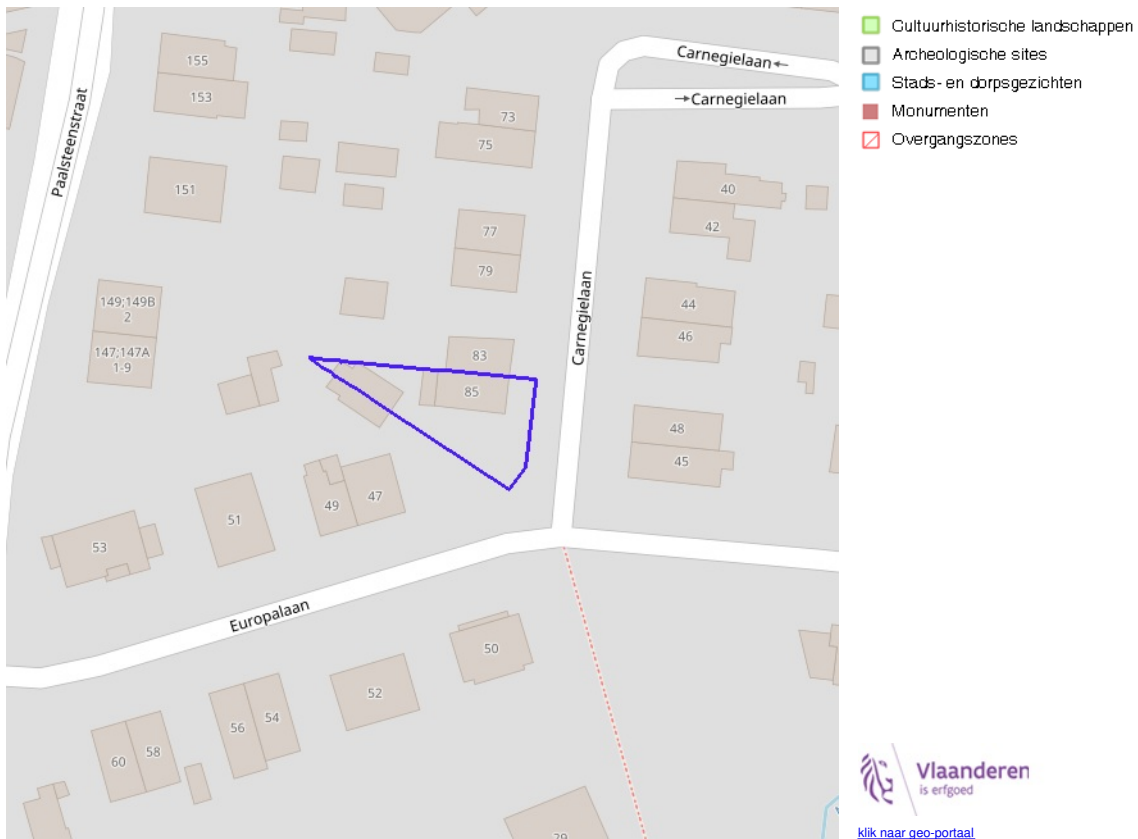 155
153
Paalsteenstraat
151
Carnegielaan←
→Carnegielaan
73
75
40
42
77
79
Carnegielaan
44
46
149;149B
2
147;147A
1-9
83
85
48
45
47
49
51
53
Europalaan
50
52
54
56
58
60
29
Cultuurhistorische landschappen
Archeologische sites
Stads- en dorpsgezichten
Monumenten
Overgangszones
Vlaanderen
is erfgoed
klik naar geo-portaal